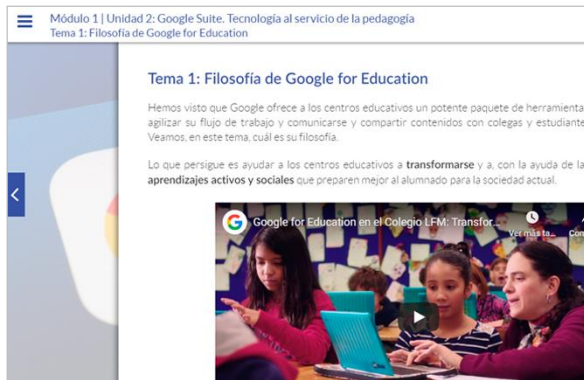 Módulo 1 | Unidad 2: Google Suite. Tecnología al servicio de la pedagogía
Tema 1: Filosofía de Google for Education
Tema 1: Filosofía de Google for Education
Hemos visto que Google ofrece a los centros educativos un potente paquete de herramienta
agilizar su flujo de trabajo y comunicarse y compartir contenidos con colegas y estudiante
Veamos, en este tema, cuál es su filosofía.
Lo que persigue es ayudar a los centros educativos a transformarse y a, con la ayuda de la
aprendizajes activos y sociales que preparen mejor al alumnado para la sociedad actual.
G Google for Education en el Colegio LFM: Transfor...
Ver más ta... Com